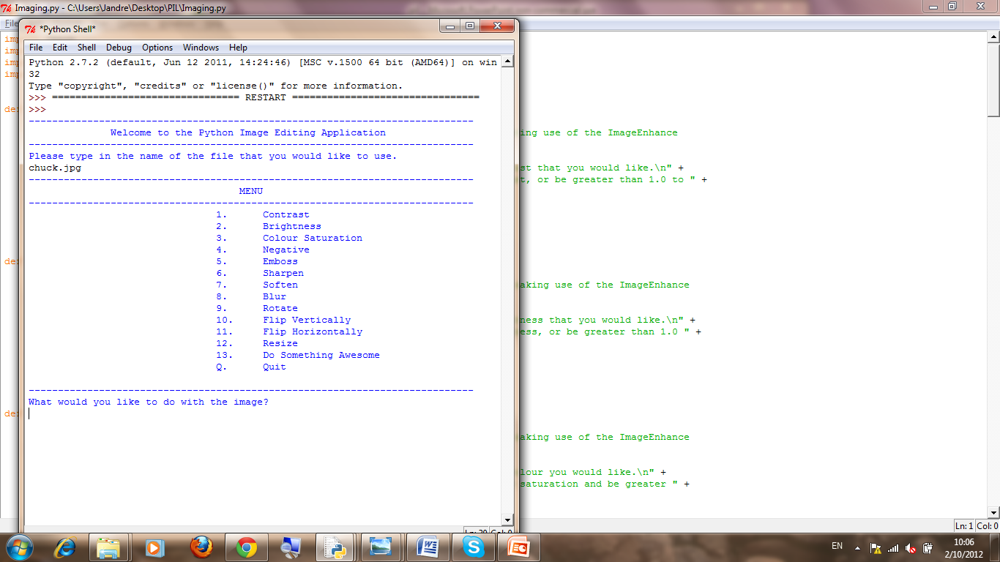 Imaging.py - C:\Users\Jandre\Desktop\PIL\Imaging.py
*Python Shell*
File Edit Shell Debug Options Windows Help
Python 2.7.2 (default, Jun 12 2011, 14:24:46) [MSC v.1500 64 bit (AMD64)] on win
32
Type "copyright", "credits" or "license()" for more information.
>>> ================================ RESTART ================================
>>>
----------------------------------------------------------------------------
Welcome to the Python Image Editing Application
----------------------------------------------------------------------------
Please type in the name of the file that you would like to use.
chuck.jpg
----------------------------------------------------------------------------
MENU
----------------------------------------------------------------------------
1. Contrast
2. Brightness
3. Colour Saturation
4. Negative
5. Emboss
6. Sharpen
7. Soften
8. Blur
9. Rotate
10. Flip Vertically
11. Flip Horizontally
12. Resize
13. Do Something Awesome
Q. Quit
----------------------------------------------------------------------------
What would you like to do with the image?
ing use of the ImageEnhance
st that you would like.\n" +
t, or be greater than 1.0 to " +
aking use of the ImageEnhance
ness that you would like.\n" +
ess, or be greater than 1.0 " +
aking use of the ImageEnhance
lour you would like.\n" +
saturation and be greater " +
Ln: 1 Col: 0
EN
10:06
2/10/2012